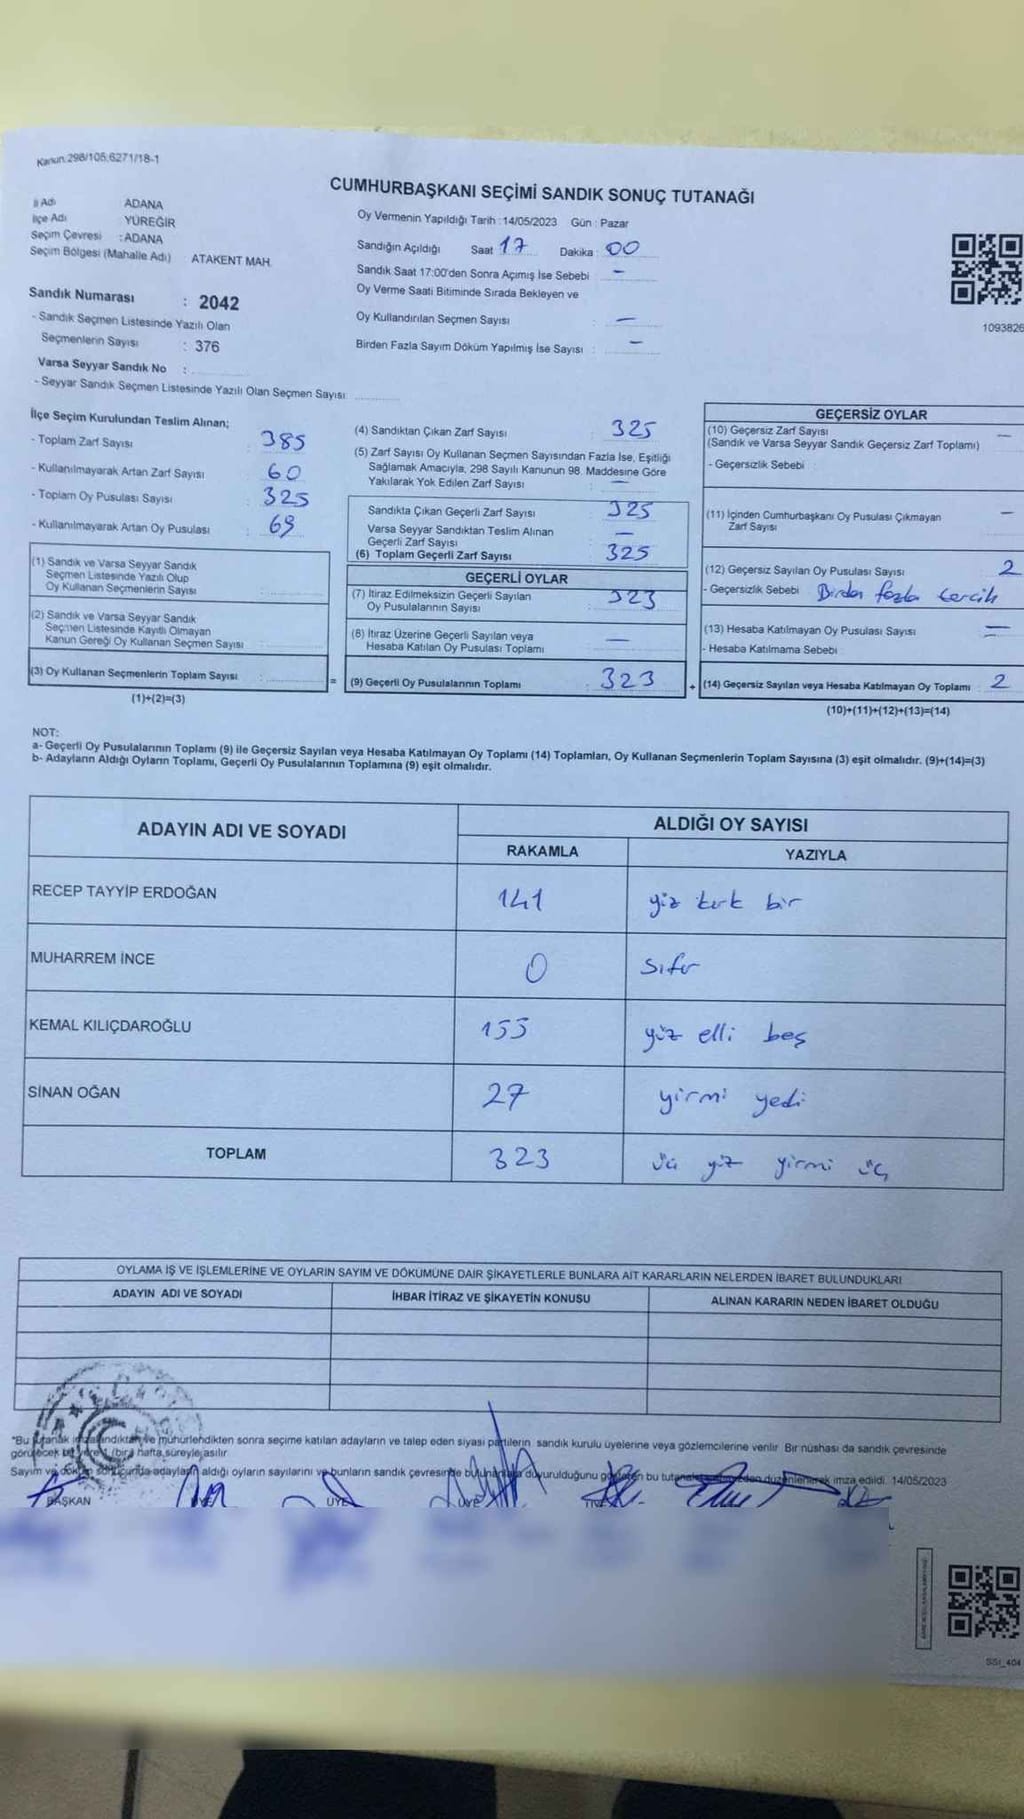 Kanun:298/105;6271/18-1
CUMHURBAŞKANI SEÇİMİ SANDIK SONUÇ TUTANAĞI
İl Adı ADANA
İlçe Adı YÜREĞİR
Seçim Çevresi :ADANA
Seçim Bölgesi (Mahalle Adı) ATAKENT MAH.
Sandık Numarası : 2042
- Sandık Seçmen Listesinde Yazılı Olan
Seçmenlerin Sayısı : 376
Varsa Seyyar Sandık No :
- Seyyar Sandık Seçmen Listesinde Yazılı Olan Seçmen Sayısı
Oy Vermenin Yapıldığı Tarih :14/05/2023 Gün : Pazar
Sandığın Açıldığı Saat 17 Dakika : 00
Sandık Saat 17:00'den Sonra Açımış İse Sebebi : —
Oy Verme Saati Bitiminde Sırada Bekleyen ve
Oy Kullandırılan Seçmen Sayısı : —
Birden Fazla Sayım Döküm Yapılmış İse Sayısı : —
1093826
İlçe Seçim Kurulundan Teslim Alınan;
- Toplam Zarf Sayısı : 385
- Kullanılmayarak Artan Zarf Sayısı : 60
- Toplam Oy Pusulası Sayısı : 325
- Kullanılmayarak Artan Oy Pusulası : 69
(1) Sandık ve Varsa Seyyar Sandık
Seçmen Listesinde Yazılı Olup
Oy Kullanan Seçmenlerin Sayısı :
(2) Sandık ve Varsa Seyyar Sandık
Seçmen Listesinde Kayıtlı Olmayan
Kanun Gereği Oy Kullanan Seçmen Sayısı :
(3) Oy Kullanan Seçmenlerin Toplam Sayısı :
(1)+(2)=(3)
=
(4) Sandıktan Çıkan Zarf Sayısı : 325
(5) Zarf Sayısı Oy Kullanan Seçmen Sayısından Fazla İse, Eşitliği
Sağlamak Amacıyla, 298 Sayılı Kanunun 98. Maddesine Göre
Yakılarak Yok Edilen Zarf Sayısı : —
Sandıkta Çıkan Geçerli Zarf Sayısı : 325
Varsa Seyyar Sandıktan Teslim Alınan
Geçerli Zarf Sayısı : —
(6) Toplam Geçerli Zarf Sayısı : 325
GEÇERLİ OYLAR
(7) İtiraz Edilmeksizin Geçerli Sayılan
Oy Pusulalarının Sayısı : 323
(8) İtiraz Üzerine Geçerli Sayılan veya
Hesaba Katılan Oy Pusulası Toplamı : —
(9) Geçerli Oy Pusulalarının Toplamı : 323
+
GEÇERSİZ OYLAR
(10) Geçersiz Zarf Sayısı : —
(Sandık ve Varsa Seyyar Sandık Geçersiz Zarf Toplamı)
- Geçersizlik Sebebi :
(11) İçinden Cumhurbaşkanı Oy Pusulası Çıkmayan
Zarf Sayısı : —
(12) Geçersiz Sayılan Oy Pusulası Sayısı : 2
- Geçersizlik Sebebi : Birden fazla tercih
(13) Hesaba Katılmayan Oy Pusulası Sayısı : —
- Hesaba Katılmama Sebebi :
(14) Geçersiz Sayılan veya Hesaba Katılmayan Oy Toplamı : 2
(10)+(11)+(12)+(13)=(14)
NOT:
a- Geçerli Oy Pusulalarının Toplamı (9) ile Geçersiz Sayılan veya Hesaba Katılmayan Oy Toplamı (14) Toplamları, Oy Kullanan Seçmenlerin Toplam Sayısına (3) eşit olmalıdır. (9)+(14)=(3)
b- Adayların Aldığı Oyların Toplamı, Geçerli Oy Pusulalarının Toplamına (9) eşit olmalıdır.
ADAYIN ADI VE SOYADI ALDIĞI OY SAYISI
RAKAMLA YAZIYLA
RECEP TAYYİP ERDOĞAN 141 yüz kırk bir
MUHARREM İNCE 0 sıfır
KEMAL KILIÇDAROĞLU 155 yüz elli beş
SİNAN OĞAN 27 yirmi yedi
TOPLAM 323 üç yüz yirmi üç
OYLAMA İŞ VE İŞLEMLERİNE VE OYLARIN SAYIM VE DÖKÜMÜNE DAİR ŞİKAYETLERLE BUNLARA AİT KARARLARIN NELERDEN İBARET BULUNDUKLARI
ADAYIN ADI VE SOYADI İHBAR İTİRAZ VE ŞİKAYETİN KONUSU ALINAN KARARIN NEDEN İBARET OLDUĞU
"Bu tutanak imzalandıktan ve mühürlendikten sonra seçime katılan adayların ve talep eden siyasi partilerin sandık kurulu üyelerine veya gözlemcilerine verilir. Bir nüshası da sandık çevresinde
görülecek bir yere 1 (bir) hafta süreyle asılır.
Sayım ve döküm sonucunda adayların aldığı oyların sayılarını ve bunların sandık çevresinde bulunanlara duyurulduğunu gösteren bu tutanak düzenlenerek imza edildi. 14/05/2023
BAŞKAN ÜYE ÜYE ÜYE